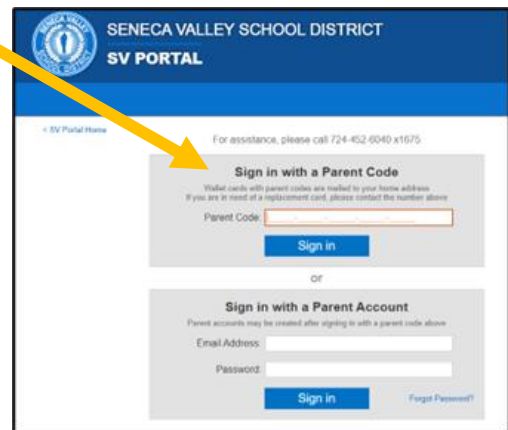 SENECA VALLEY SCHOOL DISTRICT
SV PORTAL
< SV Portal Home
For assistance, please call 724-452-6040 x1675
Sign in with a Parent Code
Wallet cards with parent codes are mailed to your home address
If you are in need of a replacement card, please contact the number above
Parent Code:
Sign in
or
Sign in with a Parent Account
Parent accounts may be created after signing in with a parent code above
Email Address:
Password:
Sign in
Forgot Password?